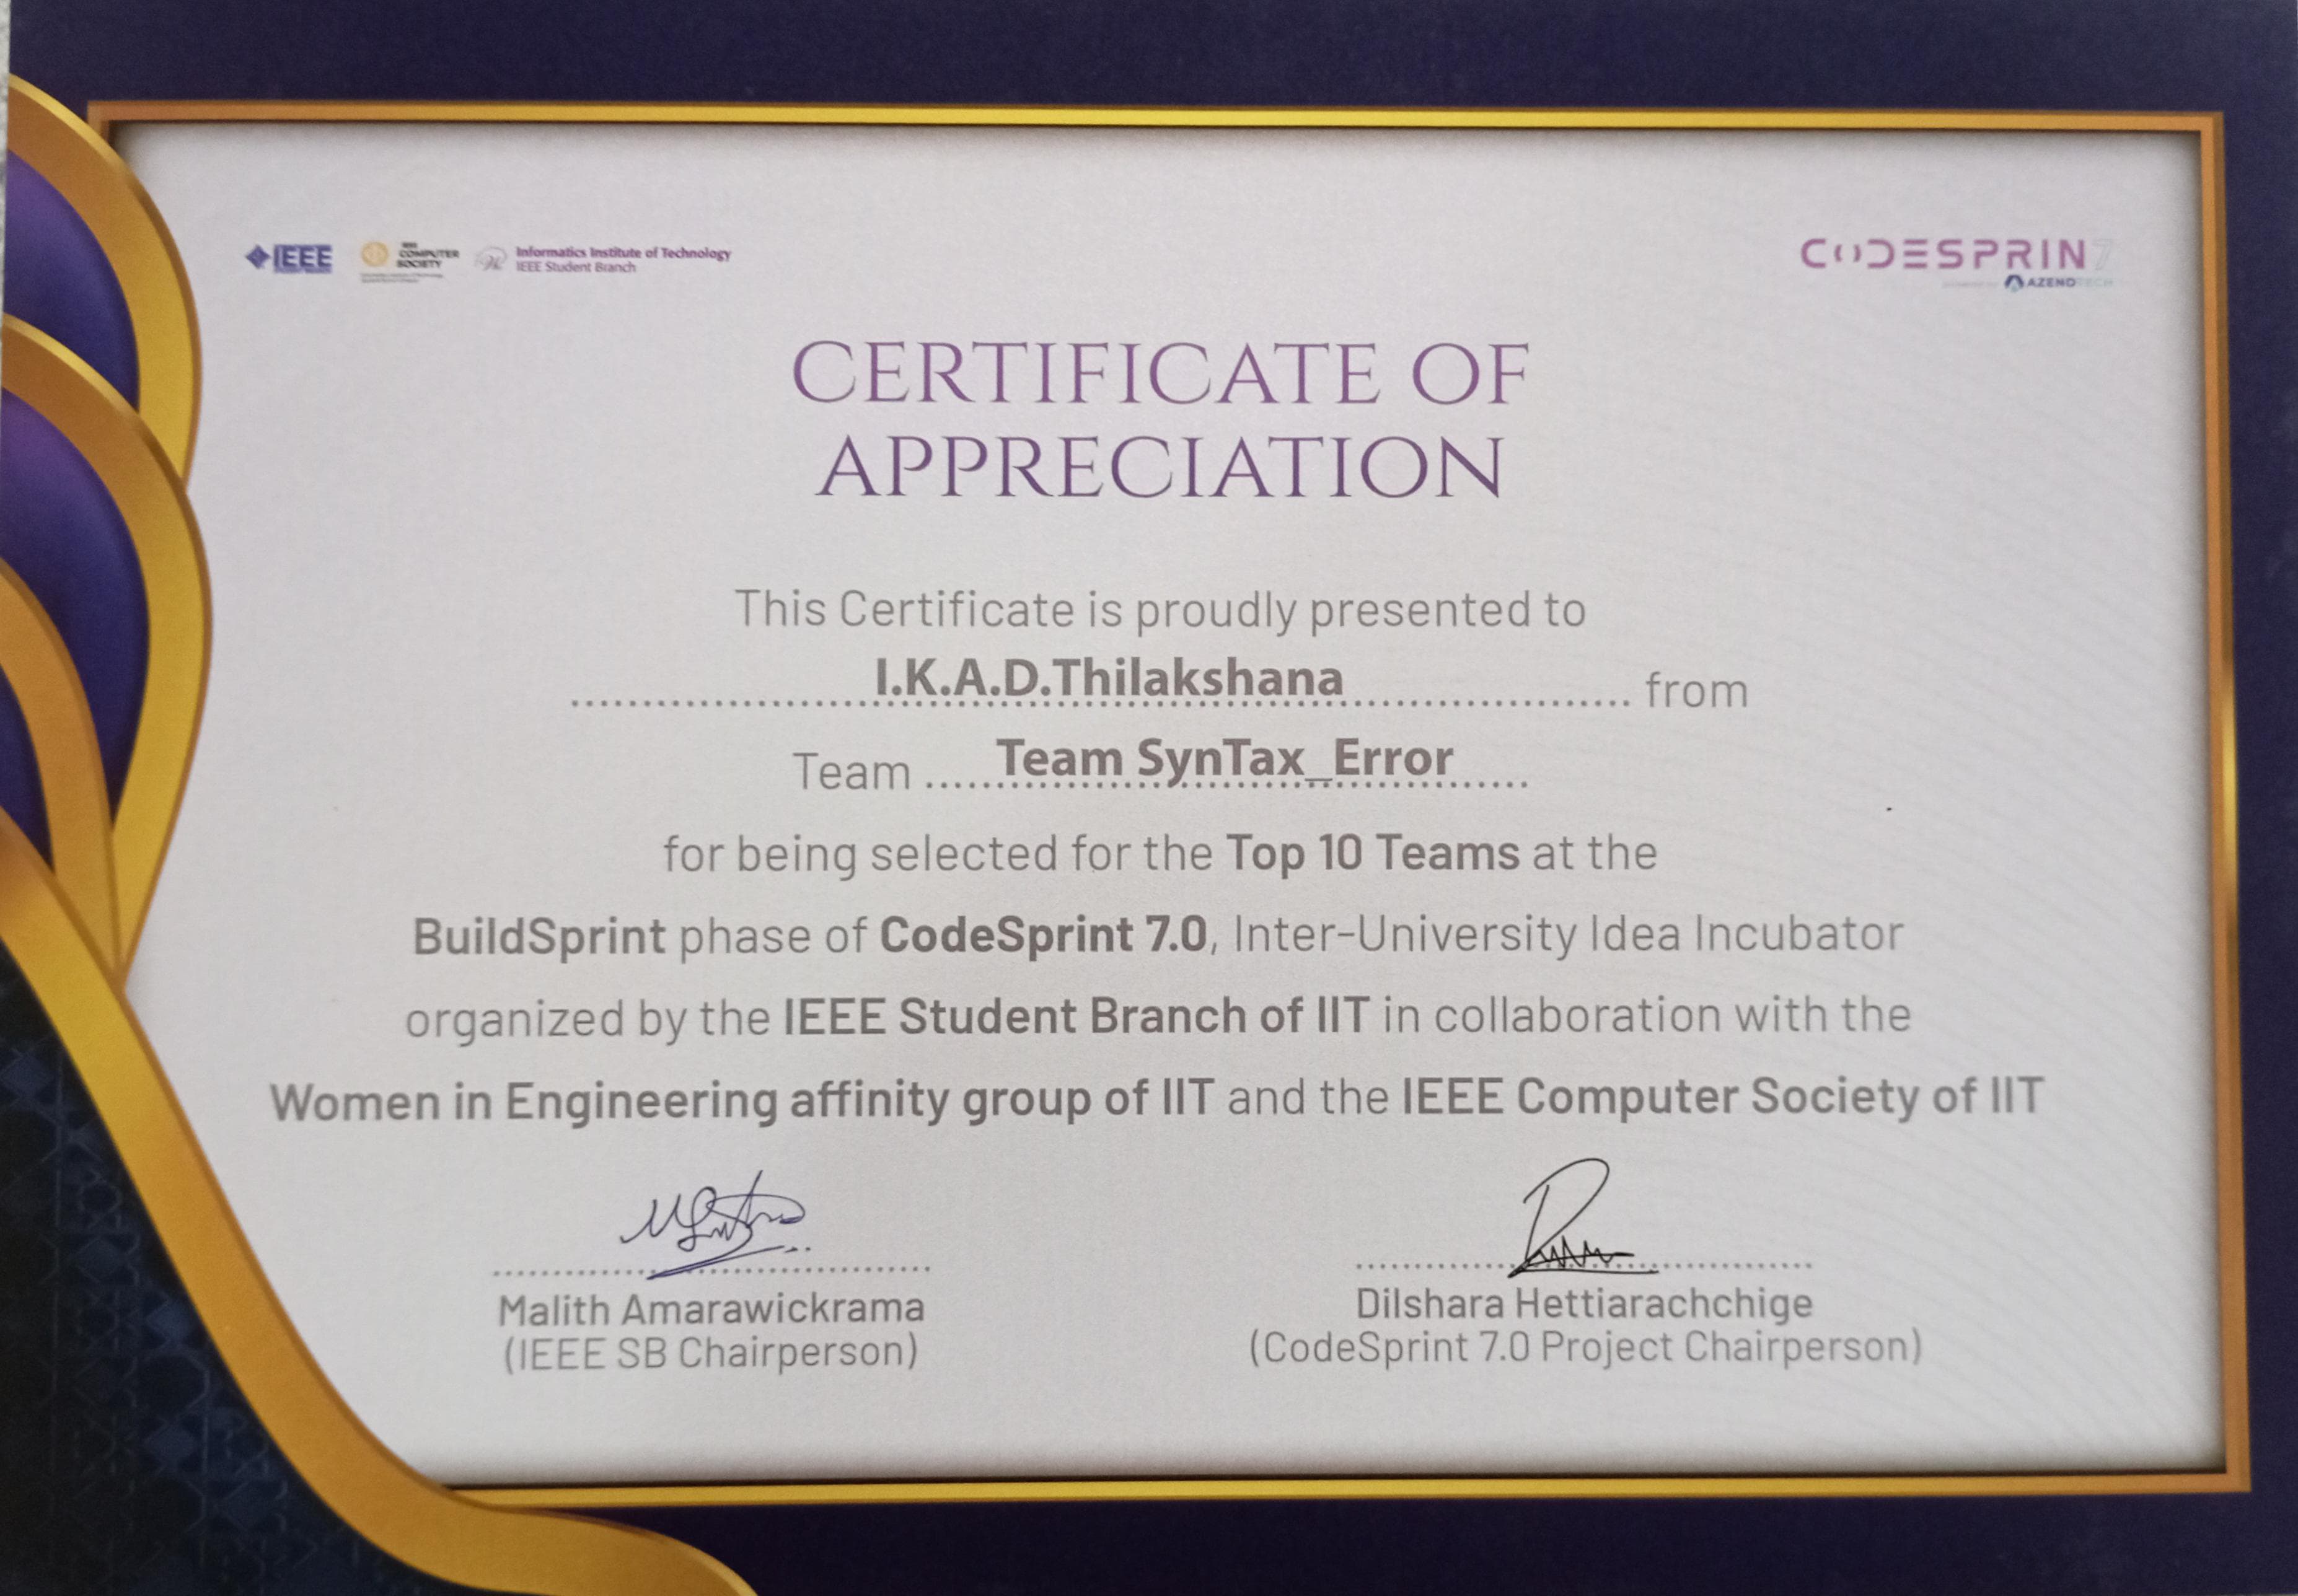 IEEE
IEEE
COMPUTER
SOCIETY
Informatics Institute of Technology
IEEE Student Branch
CODESPRIN 7
AZENDTECH
CERTIFICATE OF
APPRECIATION
This Certificate is proudly presented to
I.K.A.D.Thilakshana from
Team Team SynTax_Error
for being selected for the Top 10 Teams at the
BuildSprint phase of CodeSprint 7.0, Inter-University Idea Incubator
organized by the IEEE Student Branch of IIT in collaboration with the
Women in Engineering affinity group of IIT and the IEEE Computer Society of IIT
Malith Amarawickrama
(IEEE SB Chairperson)
Dilshara Hettiarachchige
(CodeSprint 7.0 Project Chairperson)